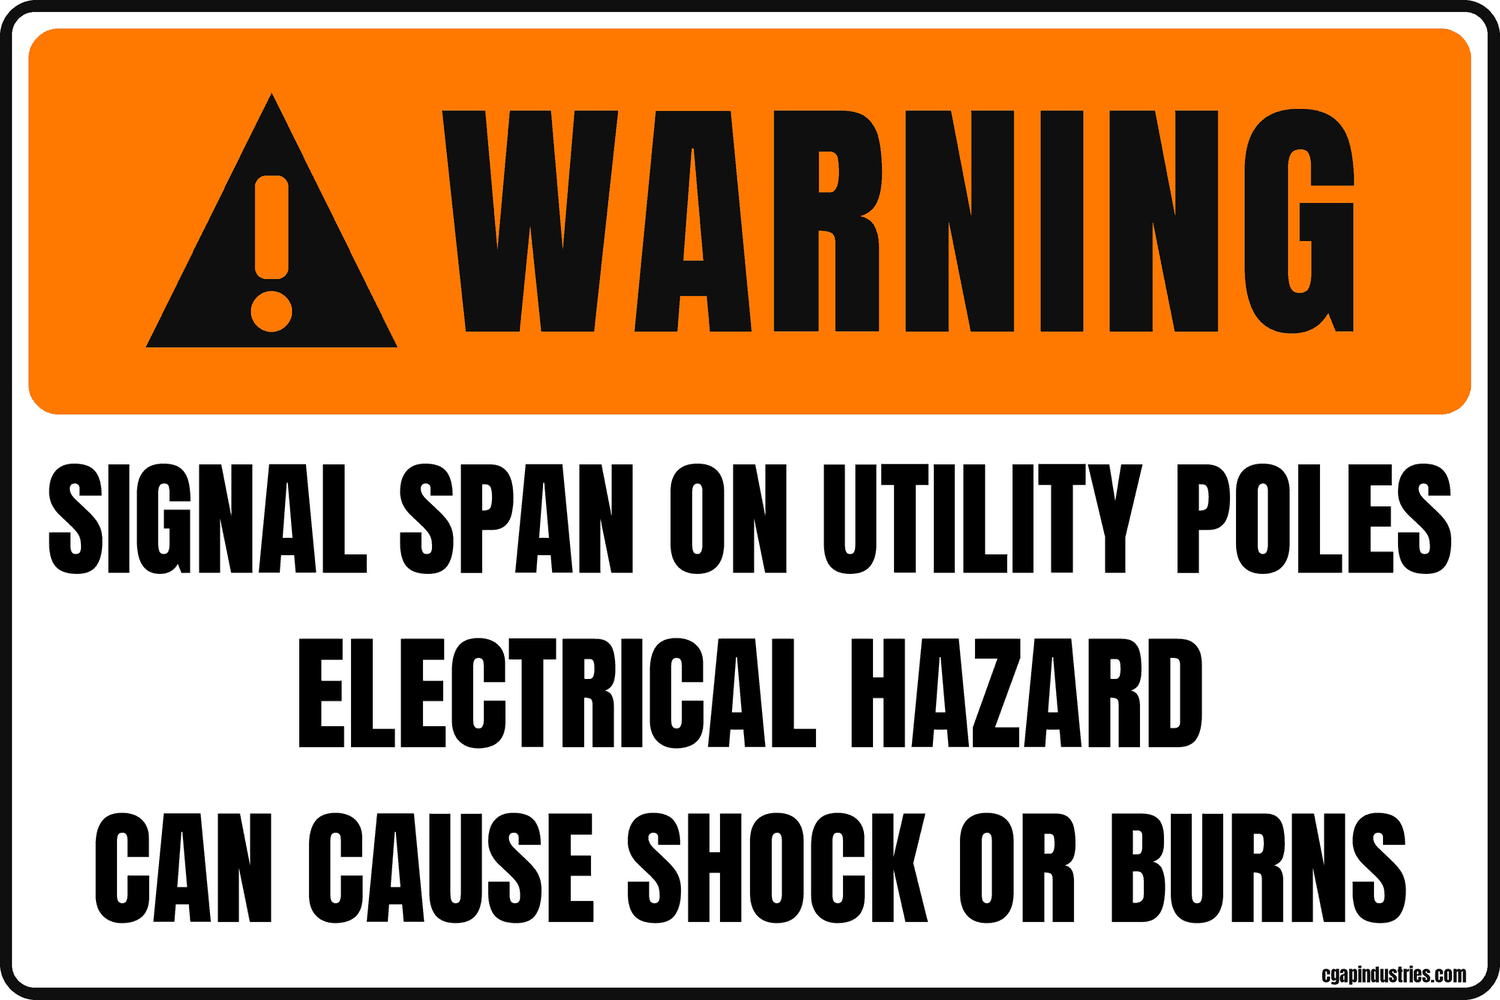 WARNING
SIGNAL SPAN ON UTILITY POLES
ELECTRICAL HAZARD
CAN CAUSE SHOCK OR BURNS
cgapindustries.com